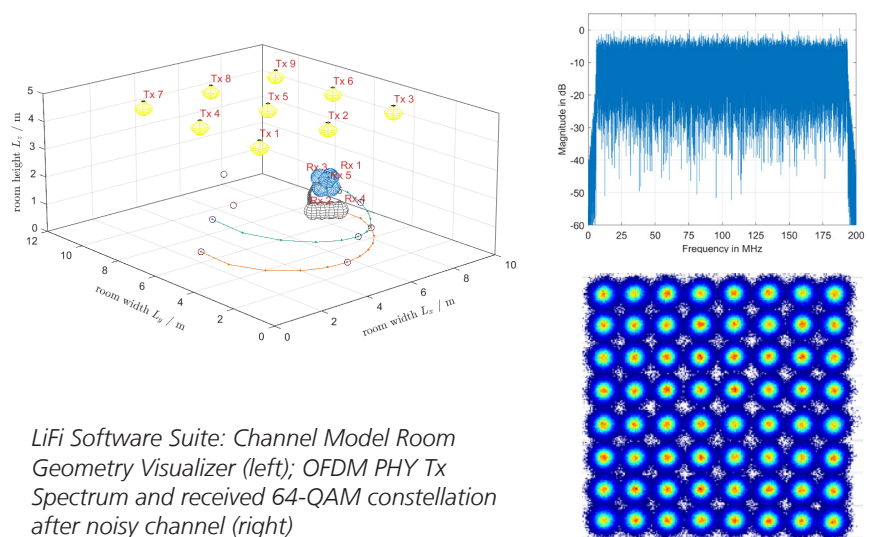 Tx 9
Tx 8
Tx 6
Tx 7
Tx 3
Tx 5
Tx 4
Tx 2
Tx 1
Rx 3
Rx 1
Rx 5
Rx 2
Rx 4
5
4
3
2
1
0
room height L_z / m
12
10
8
6
4
2
0
room width L_y / m
0
2
4
6
8
10
room width L_x / m
0
-10
-20
-30
-40
-50
-60
Magnitude in dB
0
25
50
75
100
125
150
175
200
Frequency in MHz
LiFi Software Suite: Channel Model Room
Geometry Visualizer (left); OFDM PHY Tx
Spectrum and received 64-QAM constellation
after noisy channel (right)